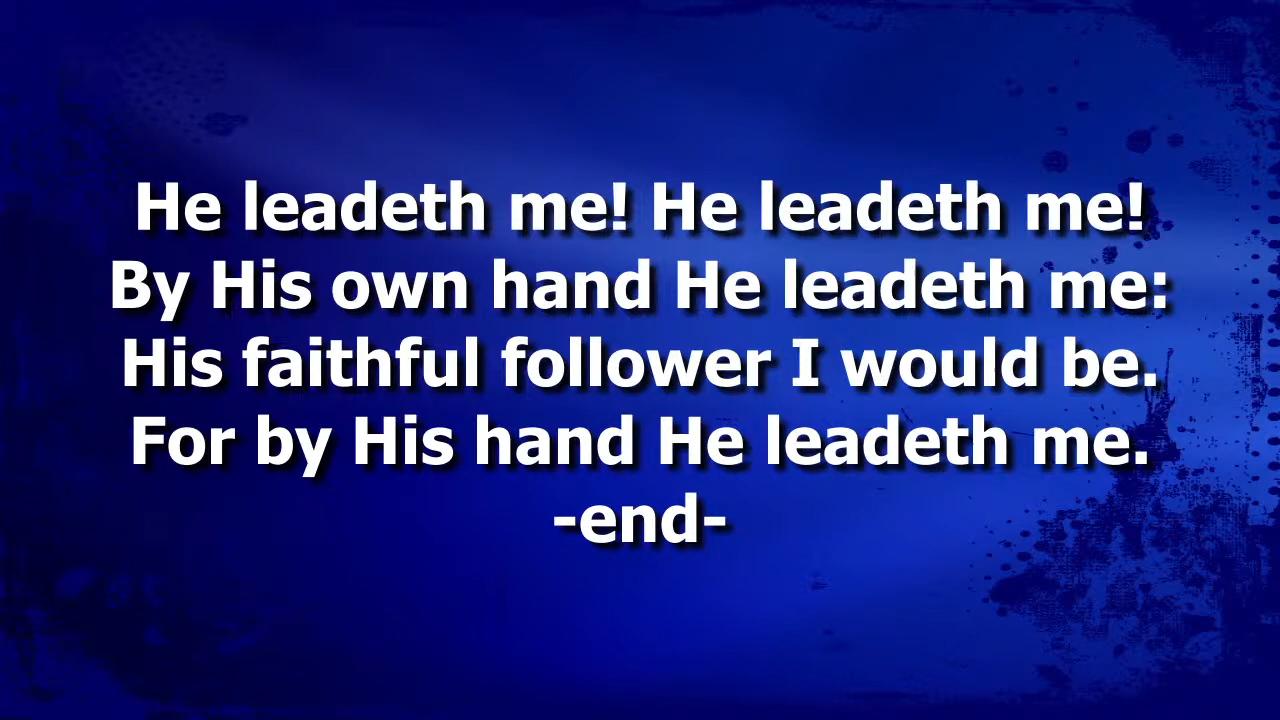 He leadeth me! He leadeth me!
By His own hand He leadeth me:
His faithful follower I would be.
For by His hand He leadeth me.
-end-